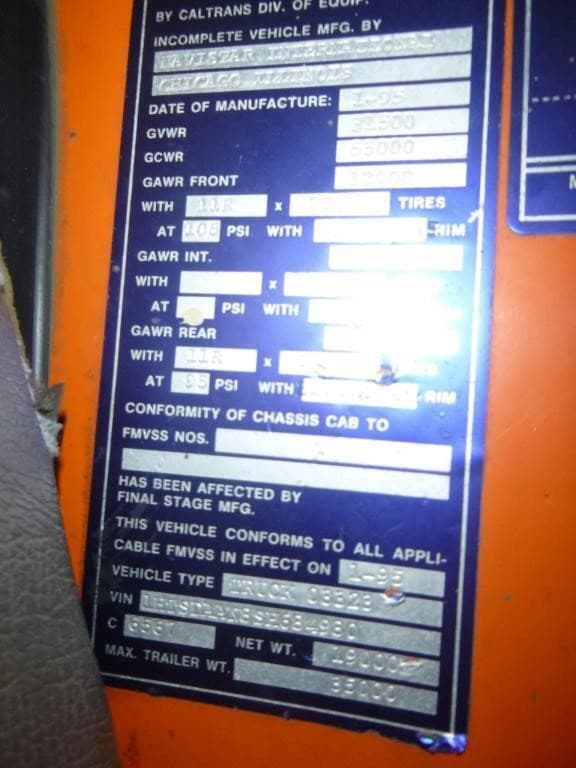 BY CALTRANS DIV. OF EQUIP.
INCOMPLETE VEHICLE MFG. BY
NAVISTAR INTERNATIONAL
CHICAGO ILLINOIS
DATE OF MANUFACTURE: 1-95
GVWR 31500
GCWR 55000
GAWR FRONT 12000
WITH 11R x TIRES
AT 105 PSI WITH RIM
GAWR INT.
WITH x
AT PSI WITH
GAWR REAR
WITH 11R x
AT 95 PSI WITH RIM
CONFORMITY OF CHASSIS CAB TO
FMVSS NOS.
HAS BEEN AFFECTED BY
FINAL STAGE MFG.
THIS VEHICLE CONFORMS TO ALL APPLI-
CABLE FMVSS IN EFFECT ON 1-95
VEHICLE TYPE TRUCK
VIN
C 6567 NET WT. 19000
MAX. TRAILER WT. 35000